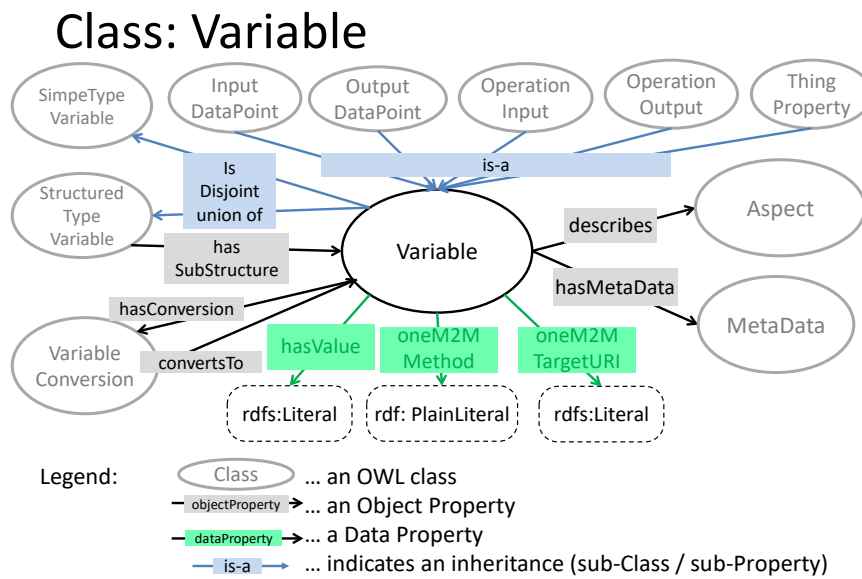 Class: Variable
SimpeType
Variable
Input
DataPoint
Output
DataPoint
Operation
Input
Operation
Output
Thing
Property
Is
Disjoint
union of
is-a
Structured
Type
Variable
has
SubStructure
Variable
describes
Aspect
hasMetaData
MetaData
hasConversion
convertsTo
Variable
Conversion
hasValue
oneM2M
Method
oneM2M
TargetURI
rdfs:Literal
rdf: PlainLiteral
rdfs:Literal
Legend:
Class
... an OWL class
objectProperty
... an Object Property
dataProperty
... a Data Property
is-a
... indicates an inheritance (sub-Class / sub-Property)